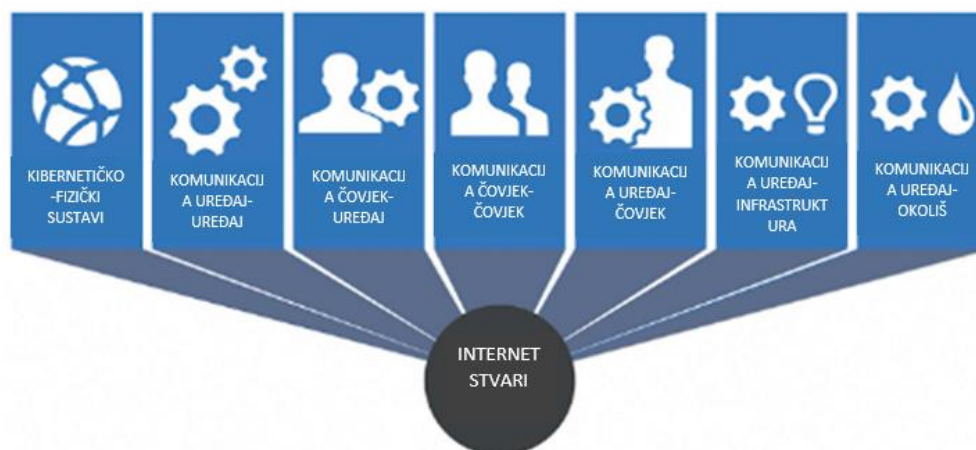 KIBERNETIČKO
-FIZIČKI
SUSTAVI
KOMUNIKACIJ
A UREĐAJ-
UREĐAJ
KOMUNIKACIJ
A ČOVJEK-
UREĐAJ
KOMUNIKACIJ
A ČOVJEK-
ČOVJEK
KOMUNIKACIJ
A UREĐAJ-
ČOVJEK
KOMUNIKACIJ
A UREĐAJ-
INFRASTRUKT
URA
KOMUNIKACIJ
A UREĐAJ-
OKOLIŠ
INTERNET
STVARI